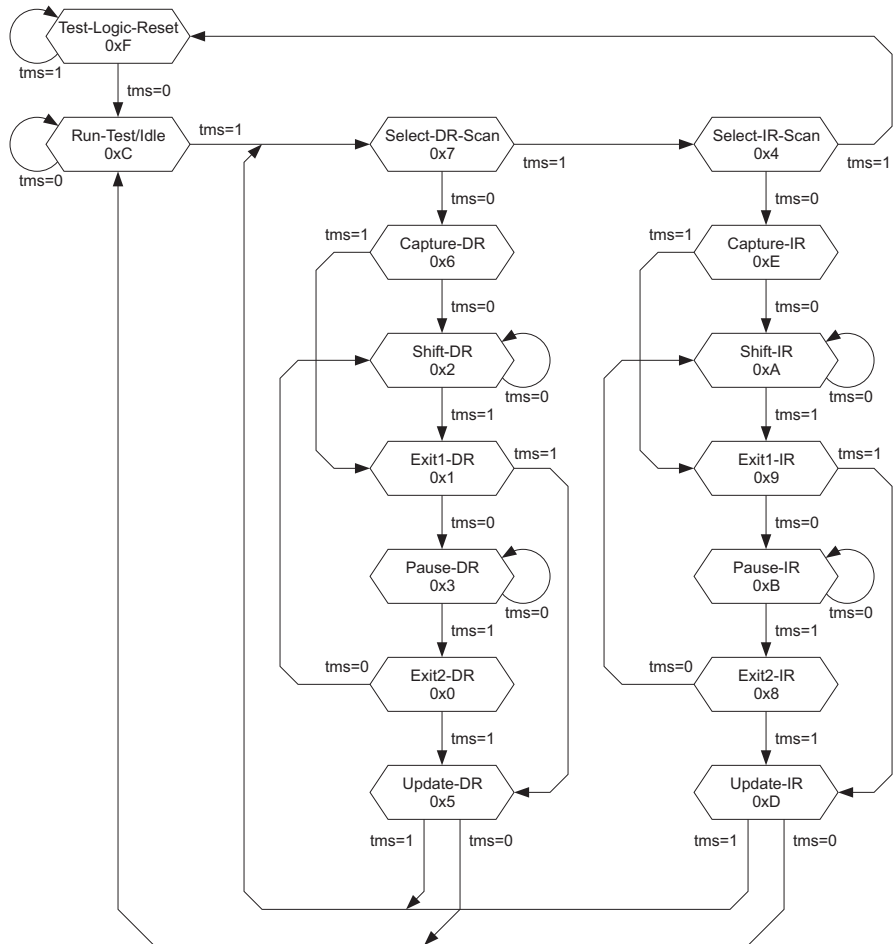 Test-Logic-Reset
0xF
tms=1
tms=0
Run-Test/Idle
0xC
tms=1
tms=0
Select-DR-Scan
0x7
tms=1
tms=0
Select-IR-Scan
0x4
tms=1
tms=0
tms=1
Capture-DR
0x6
tms=0
tms=1
Capture-IR
0xE
tms=0
Shift-DR
0x2
tms=0
tms=1
Shift-IR
0xA
tms=0
tms=1
Exit1-DR
0x1
tms=1
tms=0
Exit1-IR
0x9
tms=1
tms=0
Pause-DR
0x3
tms=0
tms=1
Pause-IR
0xB
tms=0
tms=1
tms=0
Exit2-DR
0x0
tms=1
tms=0
Exit2-IR
0x8
tms=1
Update-DR
0x5
tms=1
tms=0
Update-IR
0xD
tms=1
tms=0